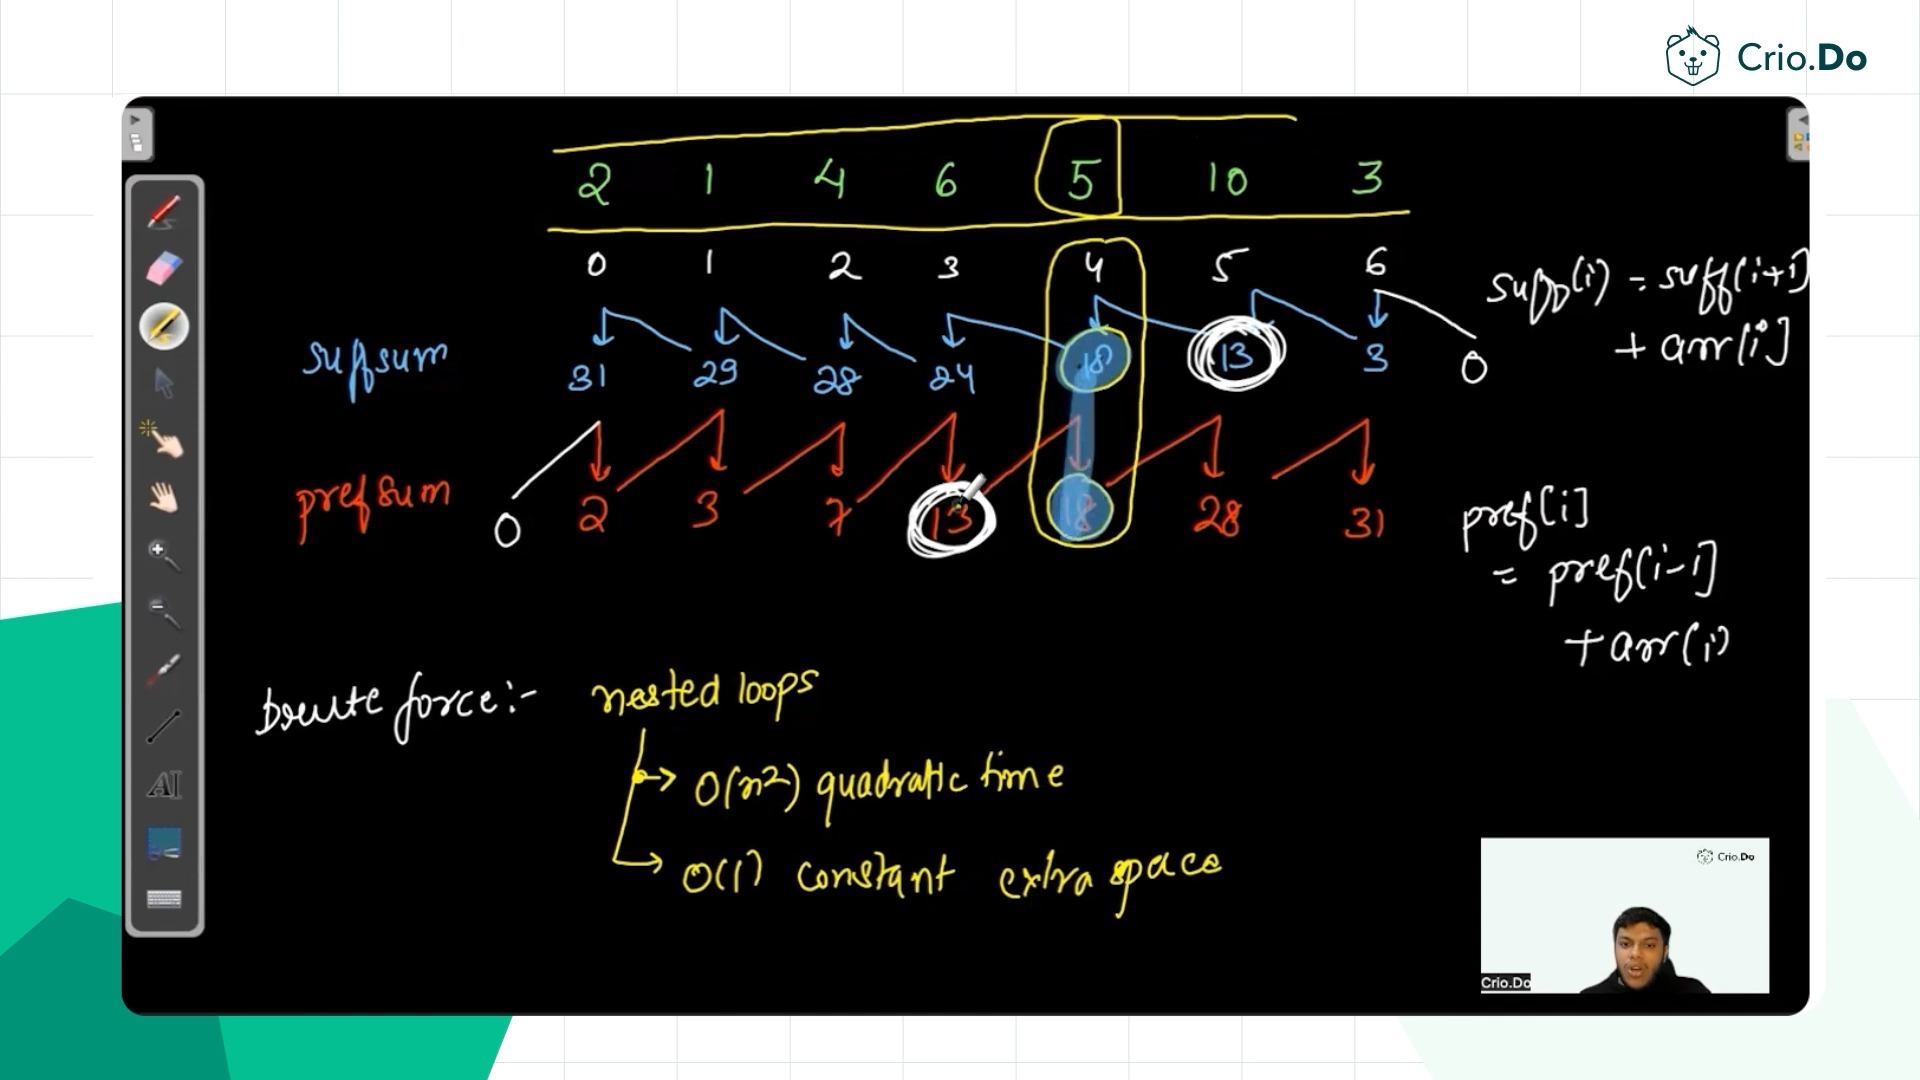 Crio.Do
2 1 4 6 5 10 3
0 1 2 3 4 5 6
suff(i) = suff(i+1)
+ arr[i]
sufsum 31 29 28 24 18 13 3 0
prefsum 0 2 3 7 13 18 28 31
pref[i]
= pref[i-1]
+ arr(i)
brute force:- nested loops
→ O(n2) quadratic time
→ O(1) constant extra space
AI
Crio.Do
Crio.Do